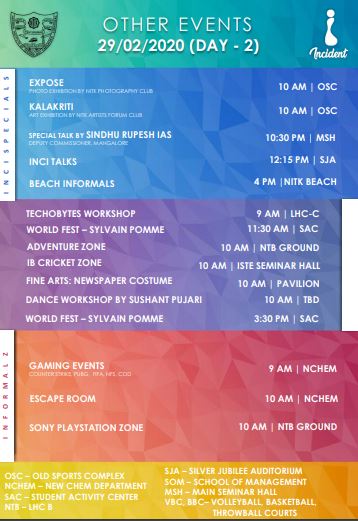 OTHER EVENTS
29/02/2020 (DAY - 2)
Incident
INCISPECIALS
EXPOSE
PHOTO EXHIBITION BY NITK PHOTOGRAPHY CLUB
10 AM | OSC
KALAKRITI
ART EXHIBITION BY NITK ARTISTS FORUM CLUB
10 AM | OSC
SPECIAL TALK BY SINDHU RUPESH IAS
DEPUTY COMMISSIONER, MANGALORE
10:30 PM | MSH
INCI TALKS
12:15 PM | SJA
BEACH INFORMALS
4 PM |NITK BEACH
TECHOBYTES WORKSHOP
9 AM | LHC-C
WORLD FEST – SYLVAIN POMME
11:30 AM | SAC
ADVENTURE ZONE
10 AM | NTB GROUND
IB CRICKET ZONE
10 AM | ISTE SEMINAR HALL
FINE ARTS: NEWSPAPER COSTUME
10 AM | PAVILION
DANCE WORKSHOP BY SUSHANT PUJARI
10 AM | TBD
WORLD FEST – SYLVAIN POMME
3:30 PM | SAC
INFORMALZ
GAMING EVENTS
COUNTERSTRIKE, PUBG, FIFA, NFS, COD
9 AM | NCHEM
ESCAPE ROOM
10 AM | NCHEM
SONY PLAYSTATION ZONE
10 AM | NTB GROUND
OSC – OLD SPORTS COMPLEX
NCHEM – NEW CHEM DEPARTMENT
SAC – STUDENT ACTIVITY CENTER
NTB – LHC B
SJA – SILVER JUBILEE AUDITORIUM
SOM – SCHOOL OF MANAGEMENT
MSH – MAIN SEMINAR HALL
VBC, BBC– VOLLEYBALL, BASKETBALL,
THROWBALL COURTS